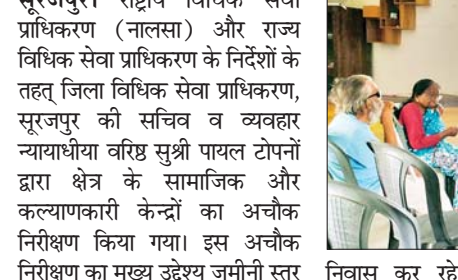 सूरजपुर। राष्ट्रीय विधिक सेवा
प्राधिकरण (नालसा) और राज्य
विधिक सेवा प्राधिकरण के निर्देशों के
तहत् जिला विधिक सेवा प्राधिकरण,
सूरजपुर की सचिव व व्यवहार
न्यायाधीया वरिष्ठ सुश्री पायल टोपनों
द्वारा क्षेत्र के सामाजिक और
कल्याणकारी केन्द्रों का अचौक
निरीक्षण किया गया। इस अचौक
निरीक्षण का मुख्य उद्देश्य जमीनी स्तर
निवास कर रहे